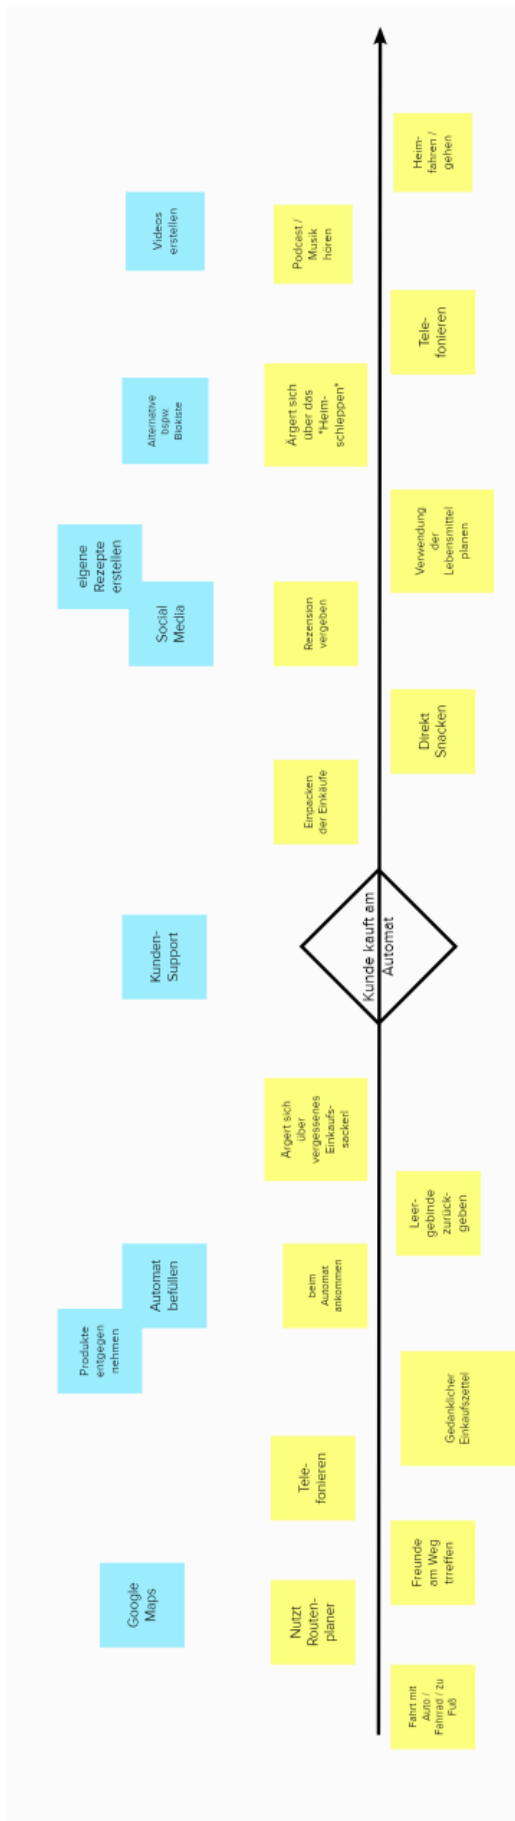 Heim-
fahren /
gehen
Videos
erstellen
Podcast /
Musik
hören
Tele-
fonieren
Alternative
bspw.
Biokiste
Ärgert sich
über das
"Heim-
schleppen"
Verwendung
der
Lebensmittel
planen
eigene
Rezepte
erstellen
Social
Media
Rezension
vergeben
Direkt
Snacken
Einpacken
der Einkäufe
Kunden-
Support
Kunde kauft am
Automat
Ärgert sich
über
vergessenes
Einkaufs-
sackerl
Leer-
gebinde
zurück-
geben
Automat
befüllen
beim
Automat
ankommen
Produkte
entgegen
nehmen
Gedanklicher
Einkaufszettel
Tele-
fonieren
Freunde
am Weg
trreffen
Google
Maps
Nutzt
Routen-
planer
Fahrt mit
Auto /
Fahrrad / zu
Fuß